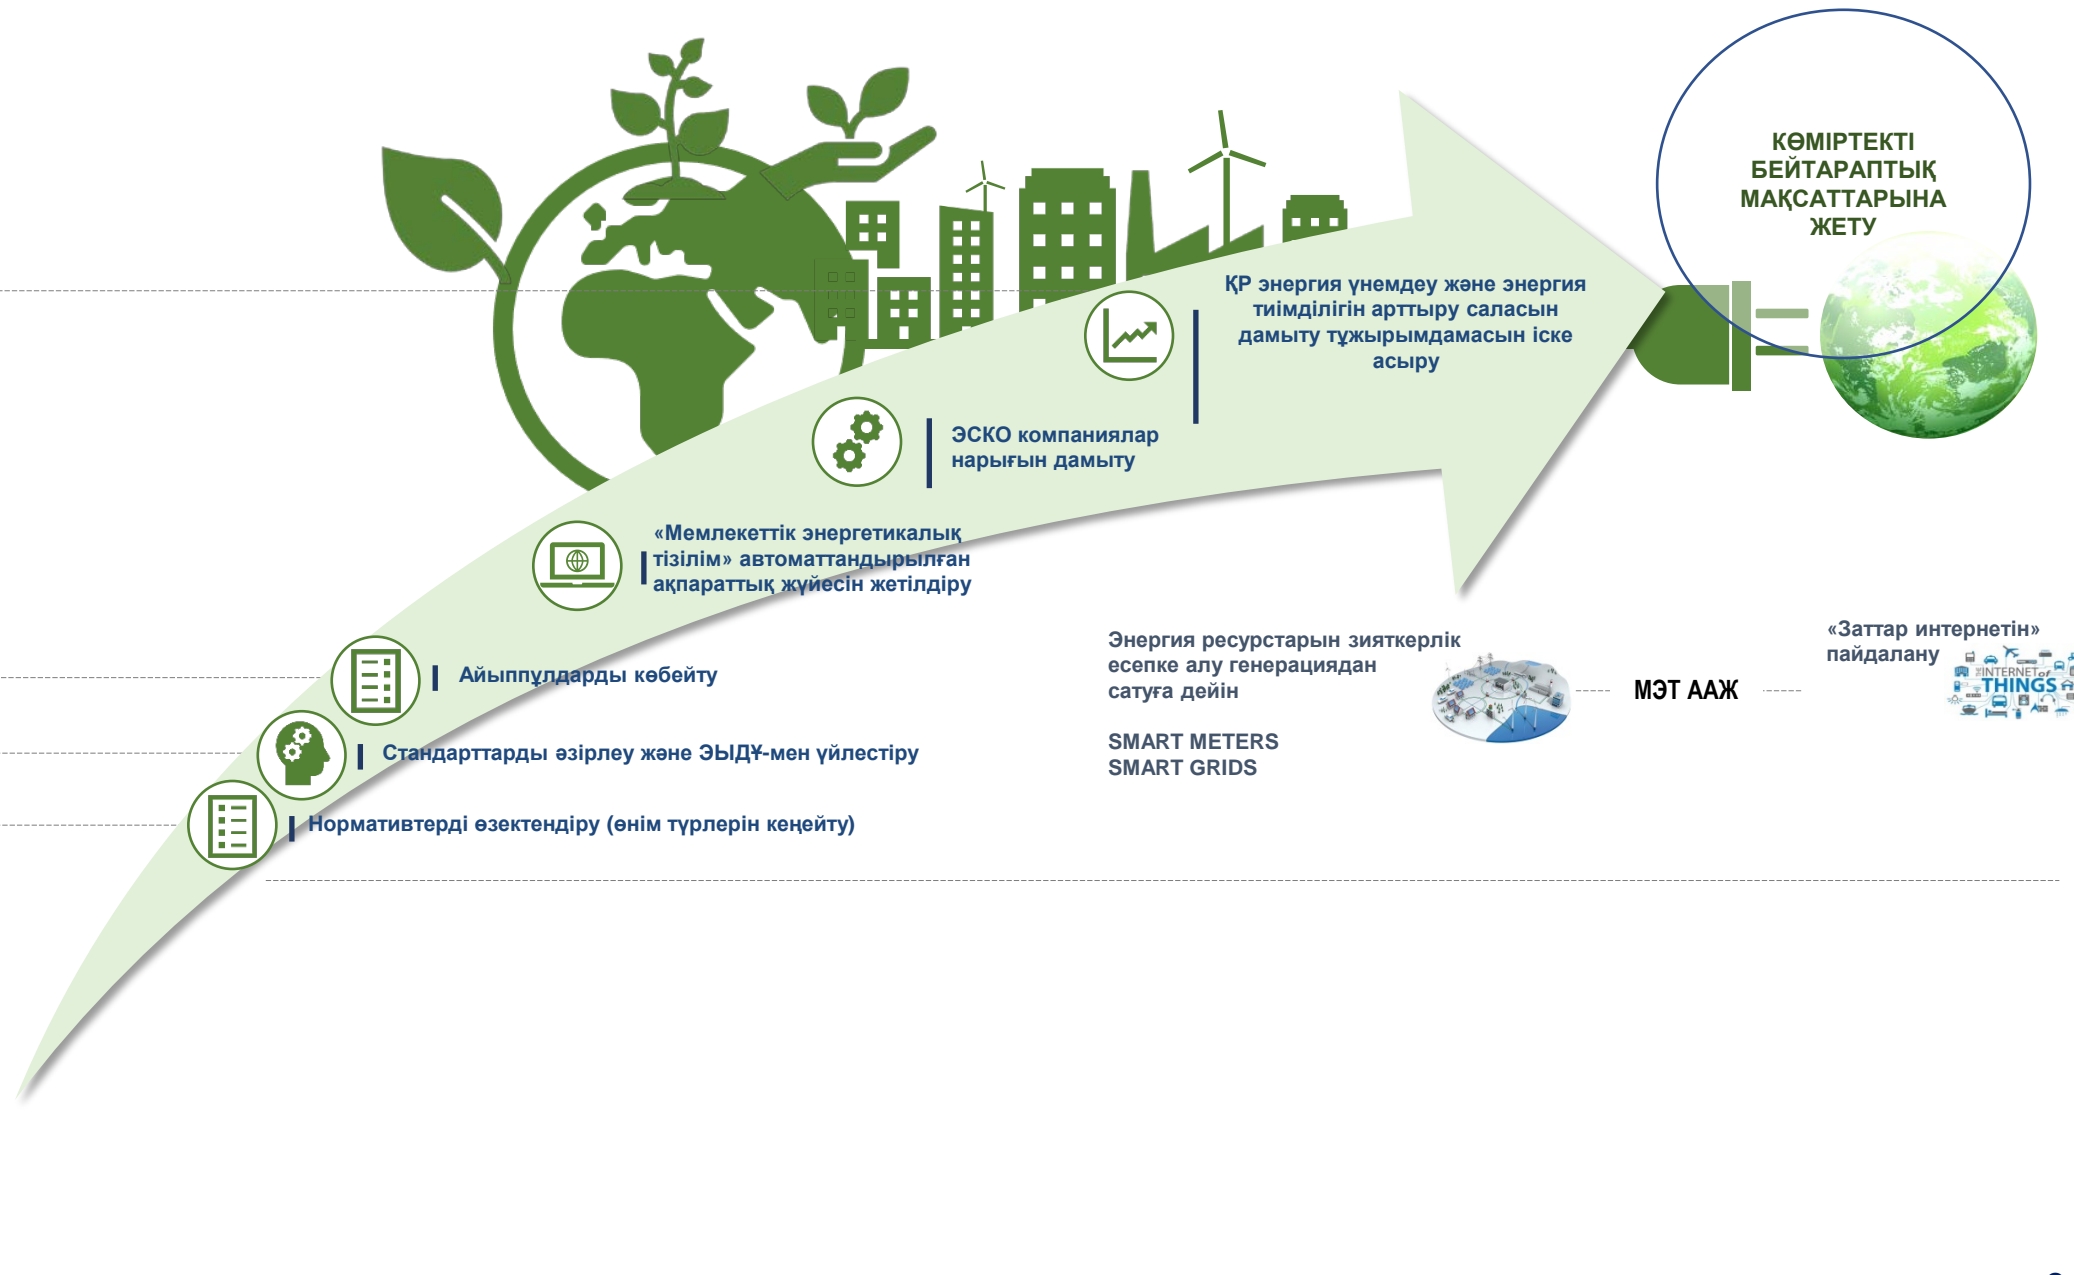 КӨМІРТЕКТІ
БЕЙТАРАПТЫҚ
МАҚСАТТАРЫНА
ЖЕТУ
ҚР энергия үнемдеу және энергия
тиімділігін арттыру саласын
дамыту тұжырымдамасын іске
асыру
ЭСКО компаниялар
нарығын дамыту
«Мемлекеттік энергетикалық
тізілім» автоматтандырылған
ақпараттық жүйесін жетілдіру
Айыппұлдарды көбейту
Стандарттарды әзірлеу және ЭЫДҰ-мен үйлестіру
Нормативтерді өзектендіру (өнім түрлерін кеңейту)
Энергия ресурстарын зияткерлік
есепке алу генерациядан
сатуға дейін
SMART METERS
SMART GRIDS
МЭТ ААЖ
«Заттар интернетін»
пайдалану
INTERNET of
THINGS